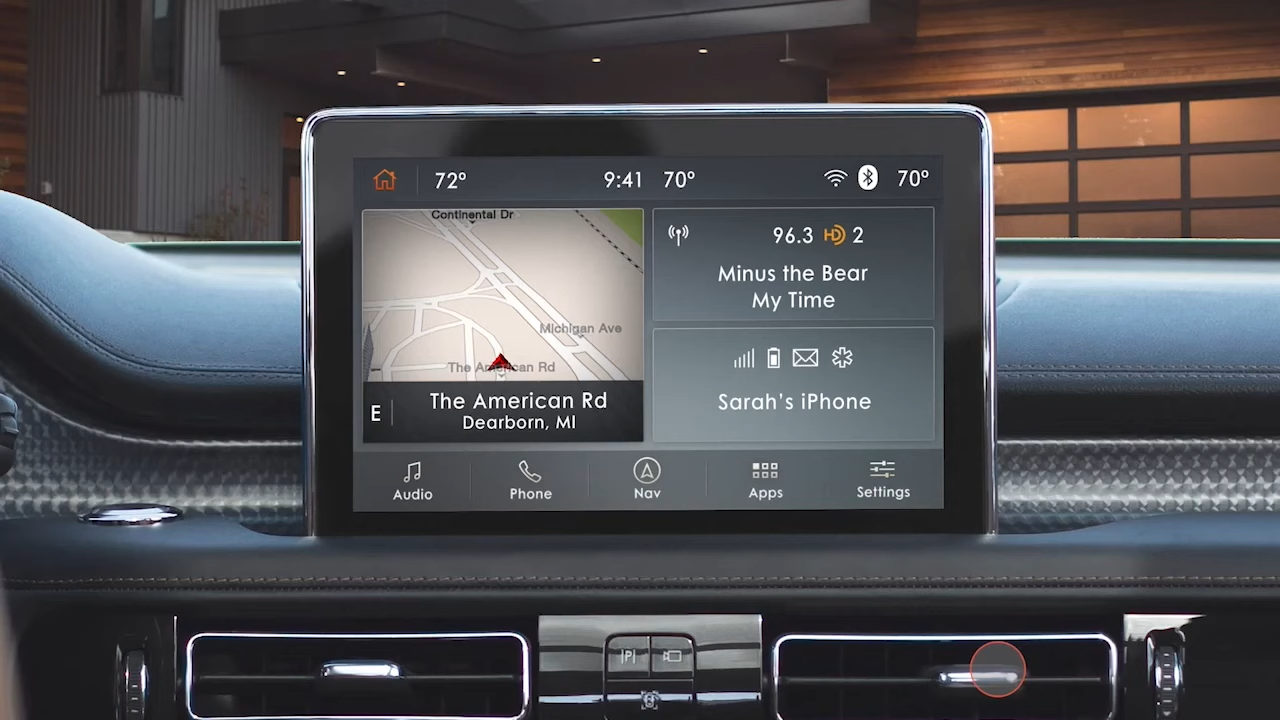 72° 9:41 70° 70°
Continental Dr
Michigan Ave
The American Rd
E
The American Rd
Dearborn, MI
96.3 HD 2
Minus the Bear
My Time
Sarah's iPhone
Audio
Phone
Nav
Apps
Settings
P